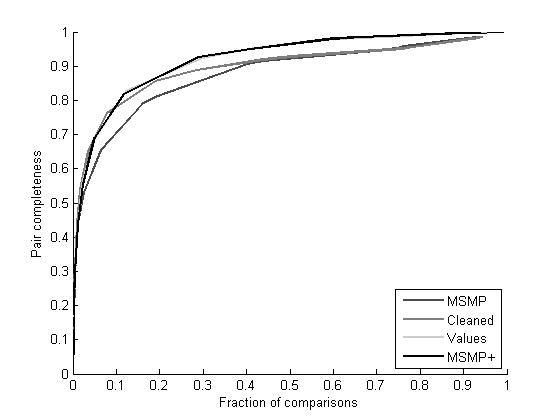 1
0.9
0.8
0.7
0.6
0.5
0.4
0.3
0.2
0.1
0
Pair completeness
MSMP
Cleaned
Values
MSMP+
0 0.1 0.2 0.3 0.4 0.5 0.6 0.7 0.8 0.9 1
Fraction of comparisons